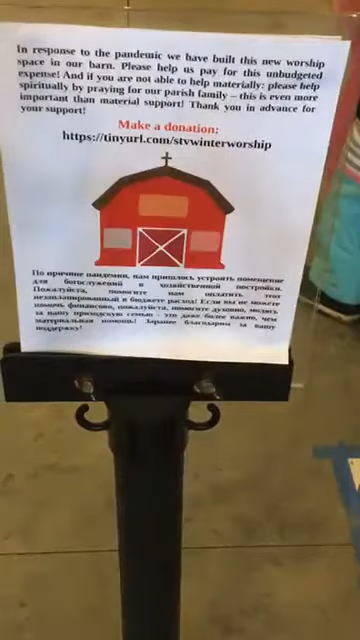 In response to the pandemic we have built this new worship
space in our barn. Please help us pay for this unbudgeted
expense! And if you are not able to help materially: please help
spiritually by praying for our parish family – this is even more
important than material support! Thank you in advance for
your support!
Make a donation:
https://tinyurl.com/stvwinterworship
По причине пандемии, нам пришлось устроить помещение
для богослужений в хозяйственной постройки.
Пожалуйста, помогите нам оплатить этот
незапланированный в бюджете расход! Если вы не можете
помочь финансово, пожалуйста, помогите духовно, молясь
за нашу приходскую семью - это даже более важно, чем
материальная помощь! Заранее благодарны за вашу
поддержку!